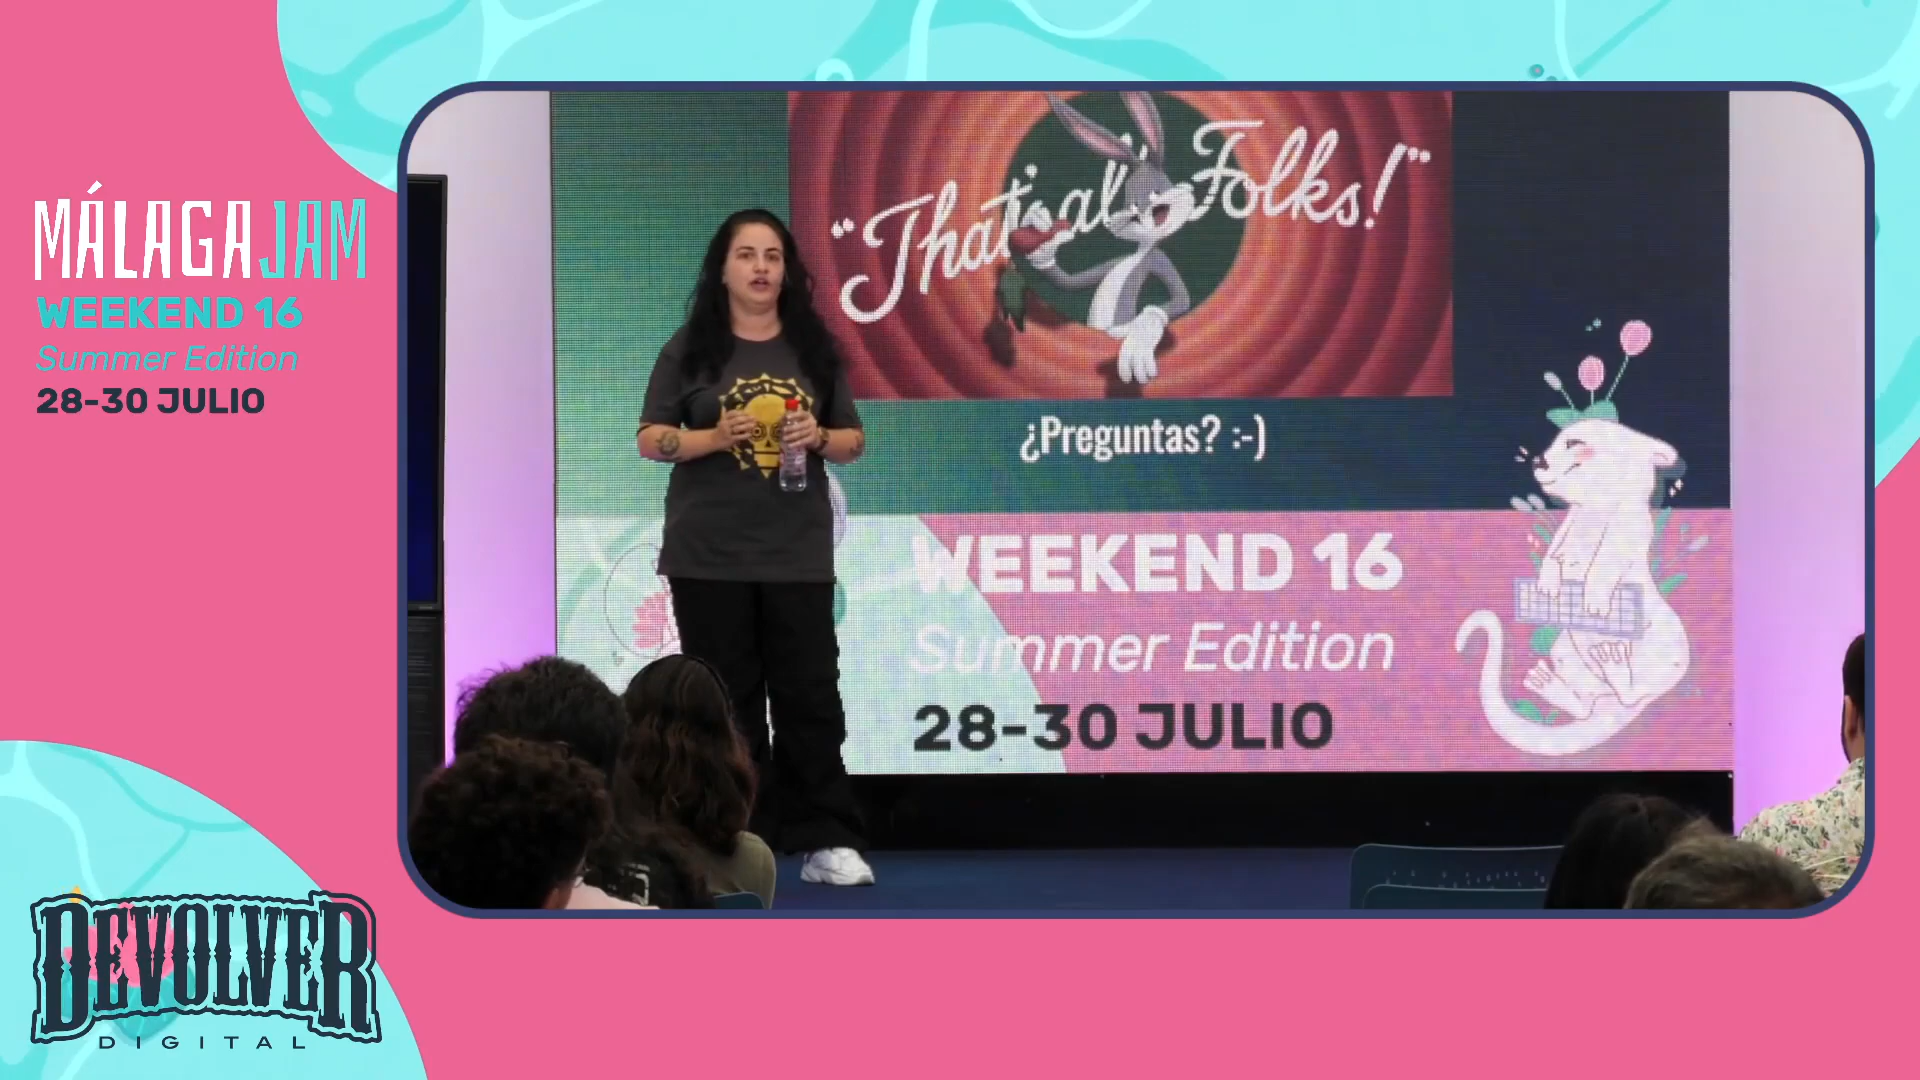 MÁLAGAJAM
WEEKEND 16
Summer Edition
28-30 JULIO
"That's all Folks!"
¿Preguntas? :-)
WEEKEND 16
Summer Edition
28-30 JULIO
DEVOLVER
DIGITAL